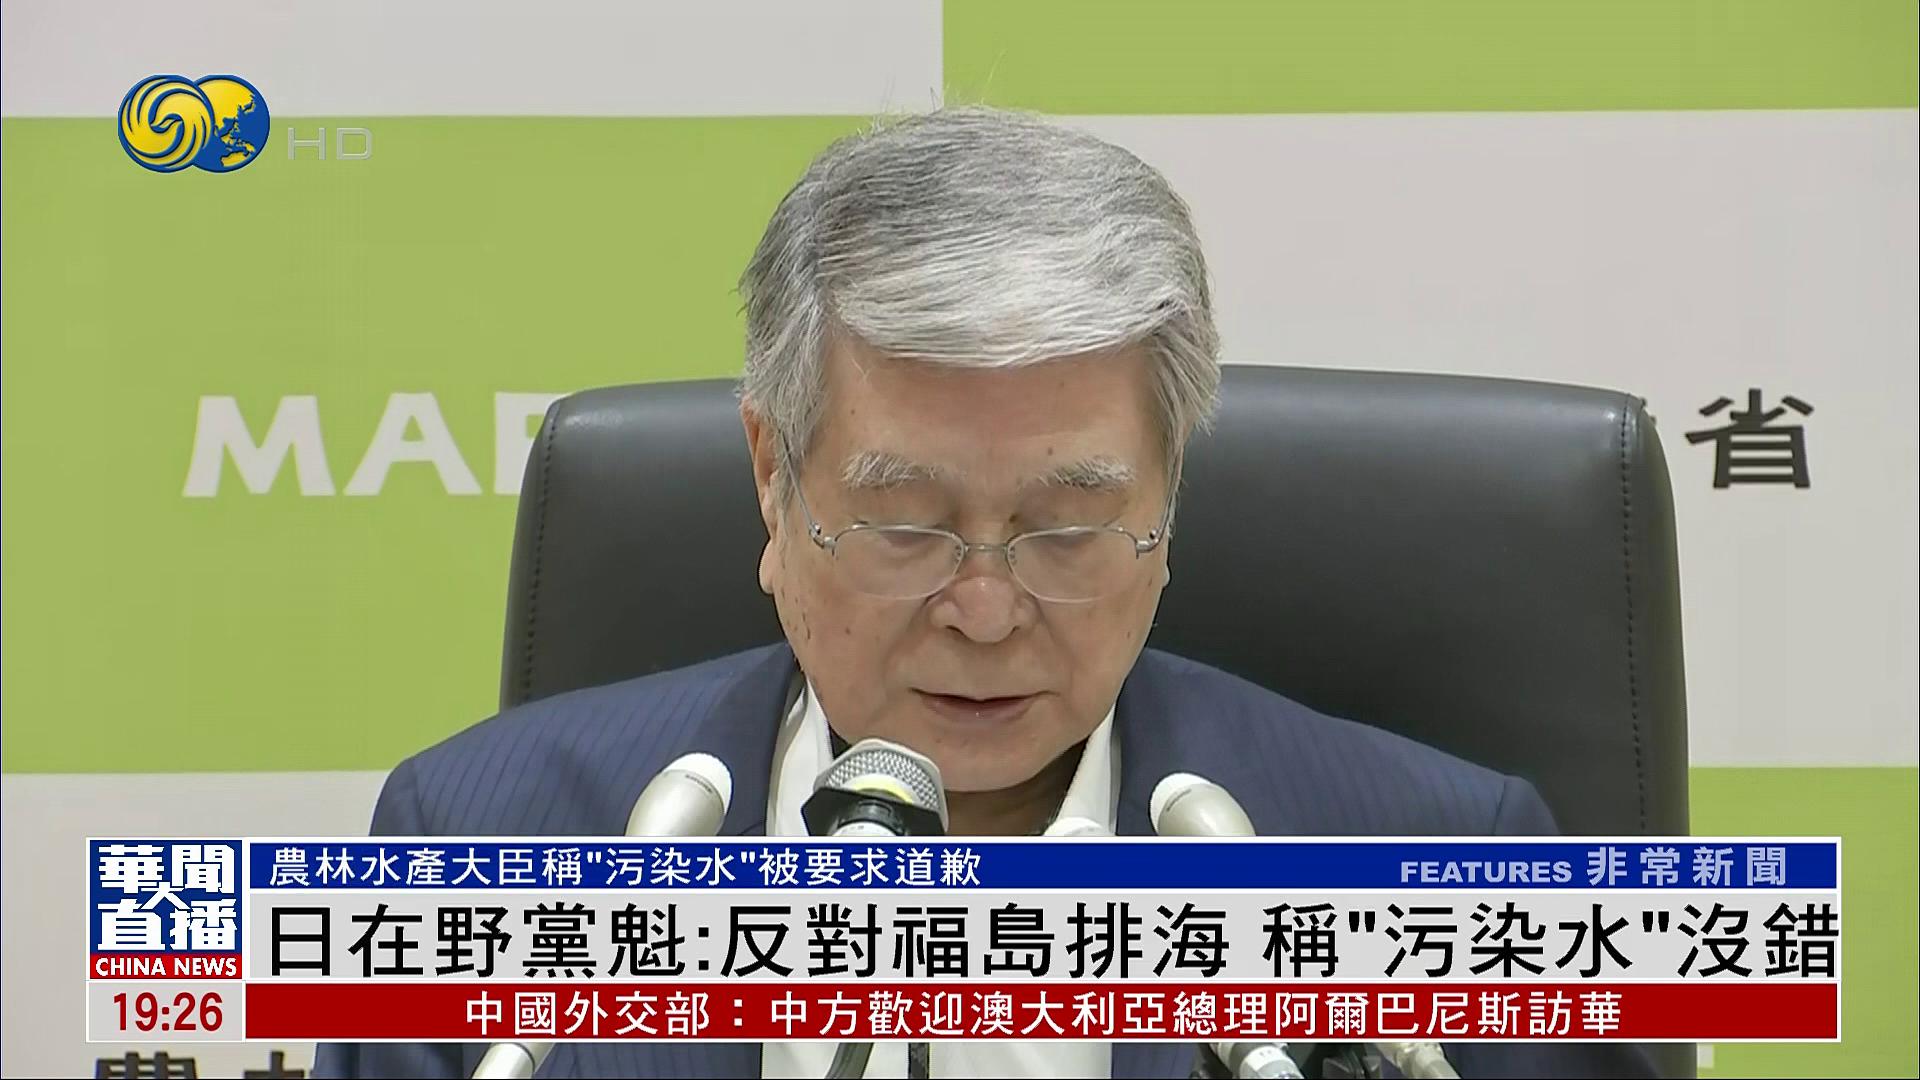 HD
省
華聞大直播
CHINA NEWS
農林水產大臣稱"污染水"被要求道歉
FEATURES 非常新聞
日在野黨魁:反對福島排海 稱"污染水"沒錯
19:26
中國外交部：中方歡迎澳大利亞總理阿爾巴尼斯訪華